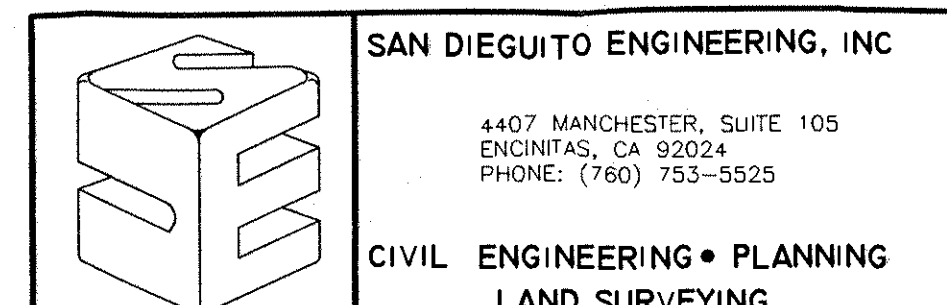 SAN DIEGUITO ENGINEERING, INC
4407 MANCHESTER, SUITE 105
ENCINITAS, CA 92024
PHONE: (760) 753-5525
CIVIL ENGINEERING • PLANNING
LAND SURVEYING